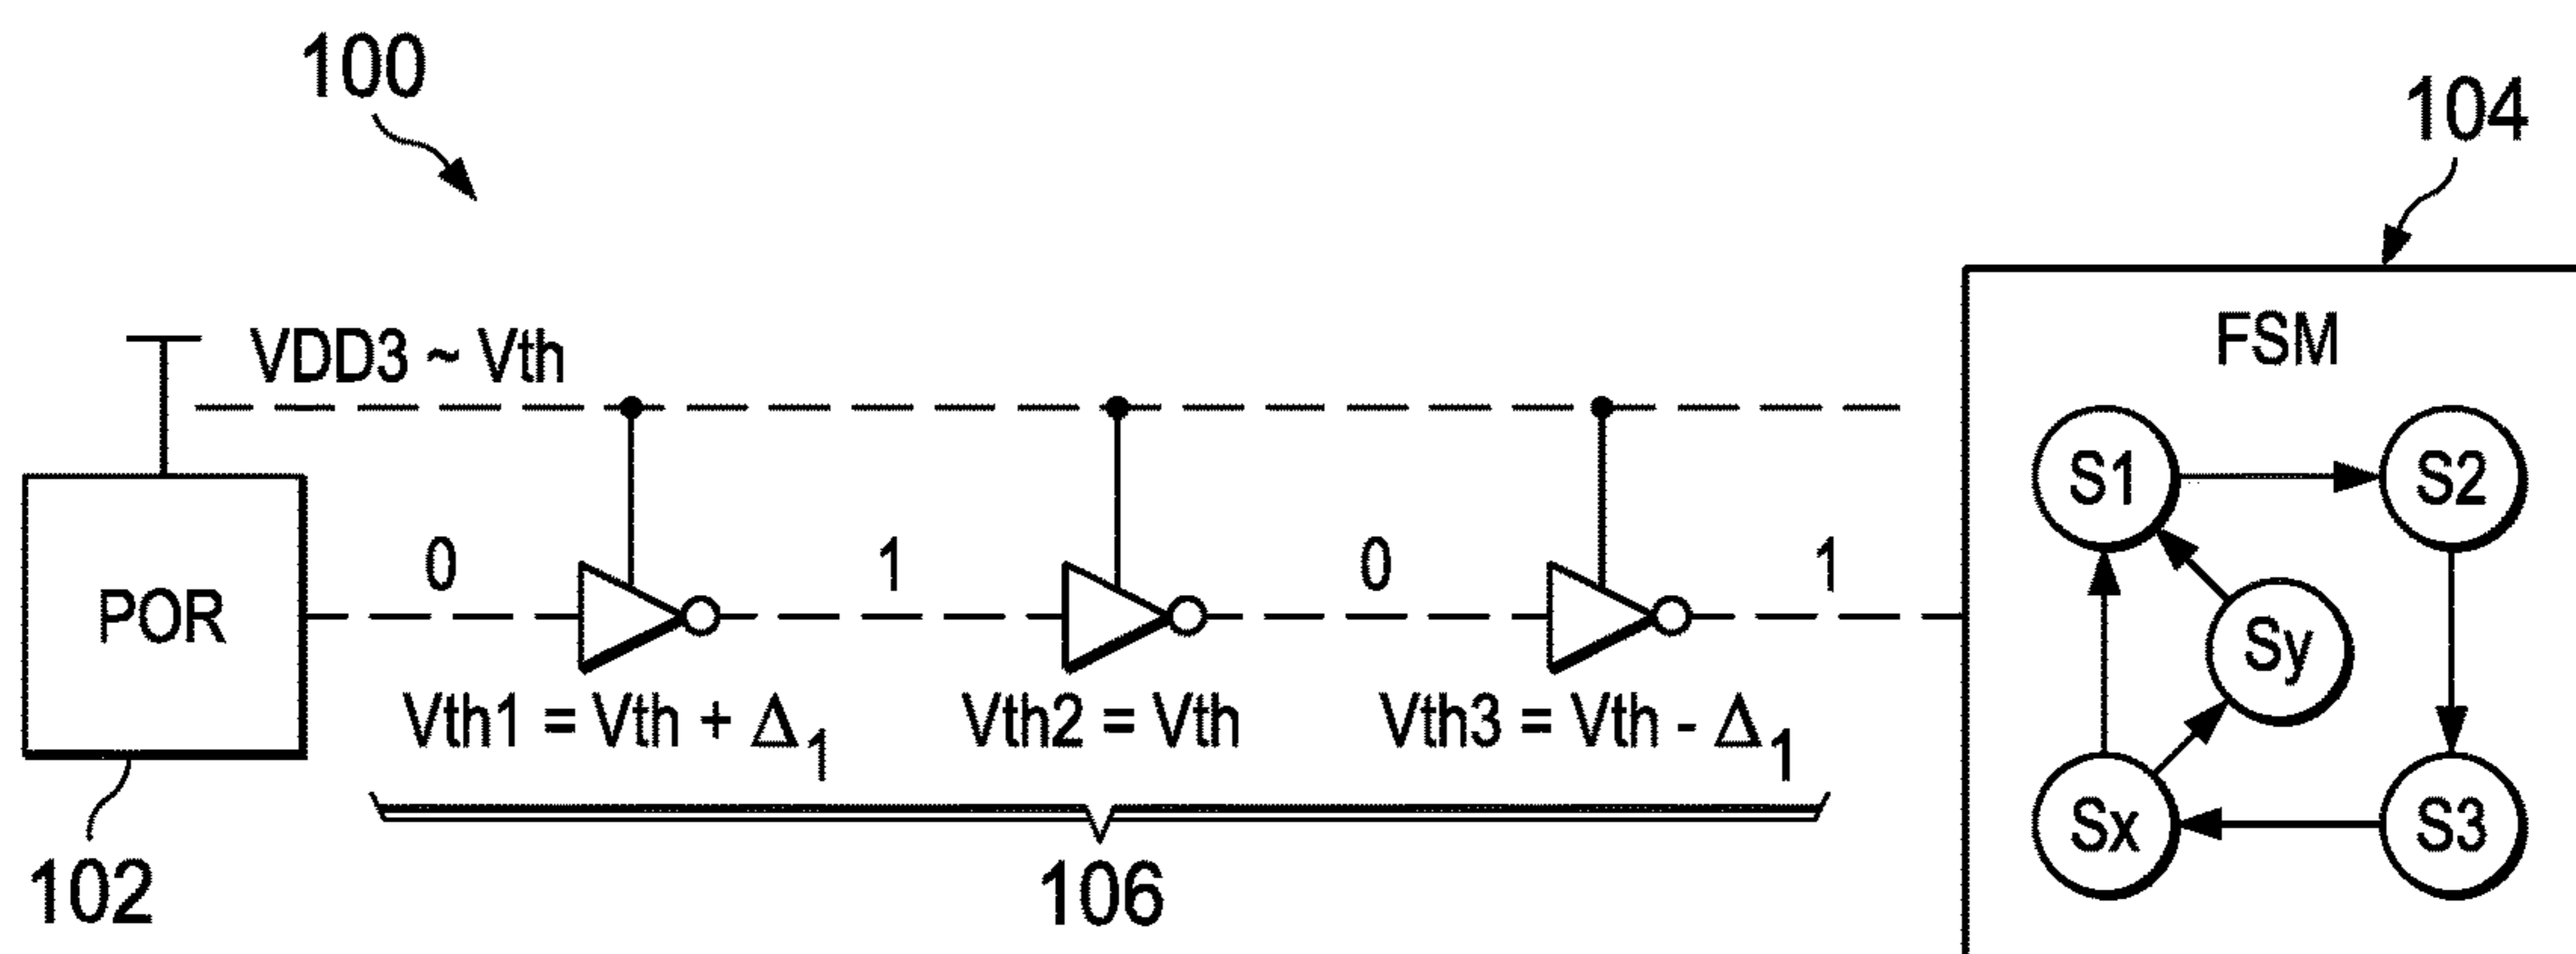 100
104
VDD3 ~ Vth
FSM
S1
S2
0
1
0
1
POR
Sy
Vth1 = Vth + Δ1
Vth2 = Vth
Vth3 = Vth - Δ1
Sx
S3
102
106